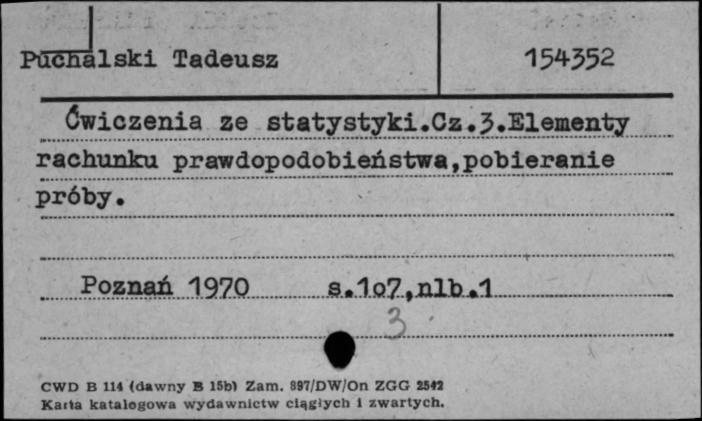 Puchalski Tadeusz 154352
Ćwiczenia ze statystyki.Cz.3.Elementy
rachunku prawdopodobieństwa,pobieranie
próby.
Poznań 1970 s.1o7,nlb.1
3
CWD B 114 (dawny B 15b) Zam. 897/DW/On ZGG 2542
Karta katalogowa wydawnictw ciągłych i zwartych.